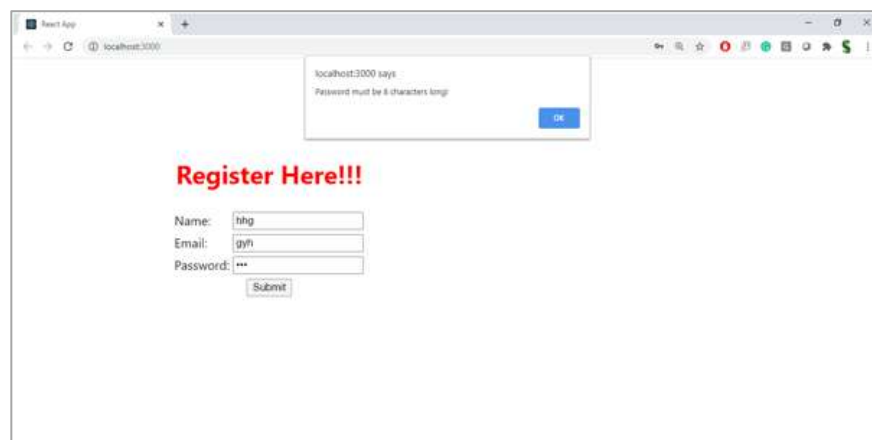 React App
localhost:3000
localhost:3000 says
Password must be 6 characters long!
OK
Register Here!!!
Name: hhg
Email: gyh
Password: •••
Submit